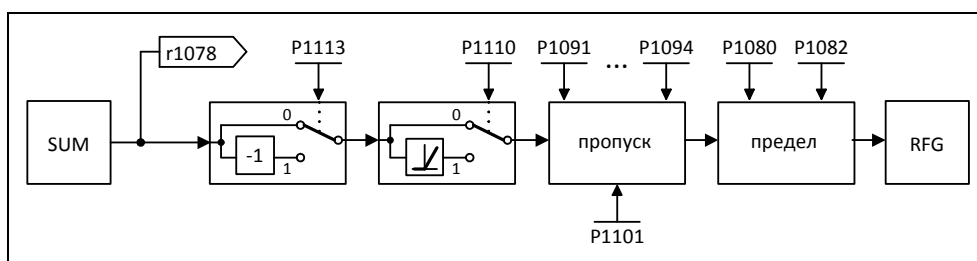 r1078
P1113
P1110
P1091
...
P1094
P1080
P1082
SUM
0
-1
1
0
1
пропуск
предел
RFG
P1101